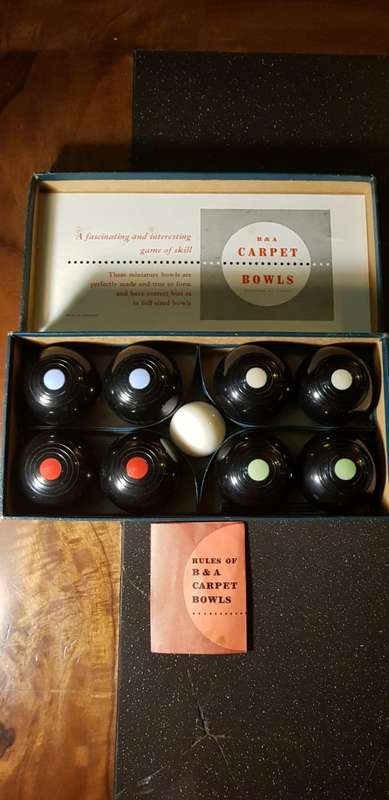 A fascinating and interesting
game of skill
These miniature bowls are
perfectly made and true to form
and have correct bias as
in full sized bowls
B & A
CARPET
BOWLS
RULES OF
B & A
CARPET
BOWLS